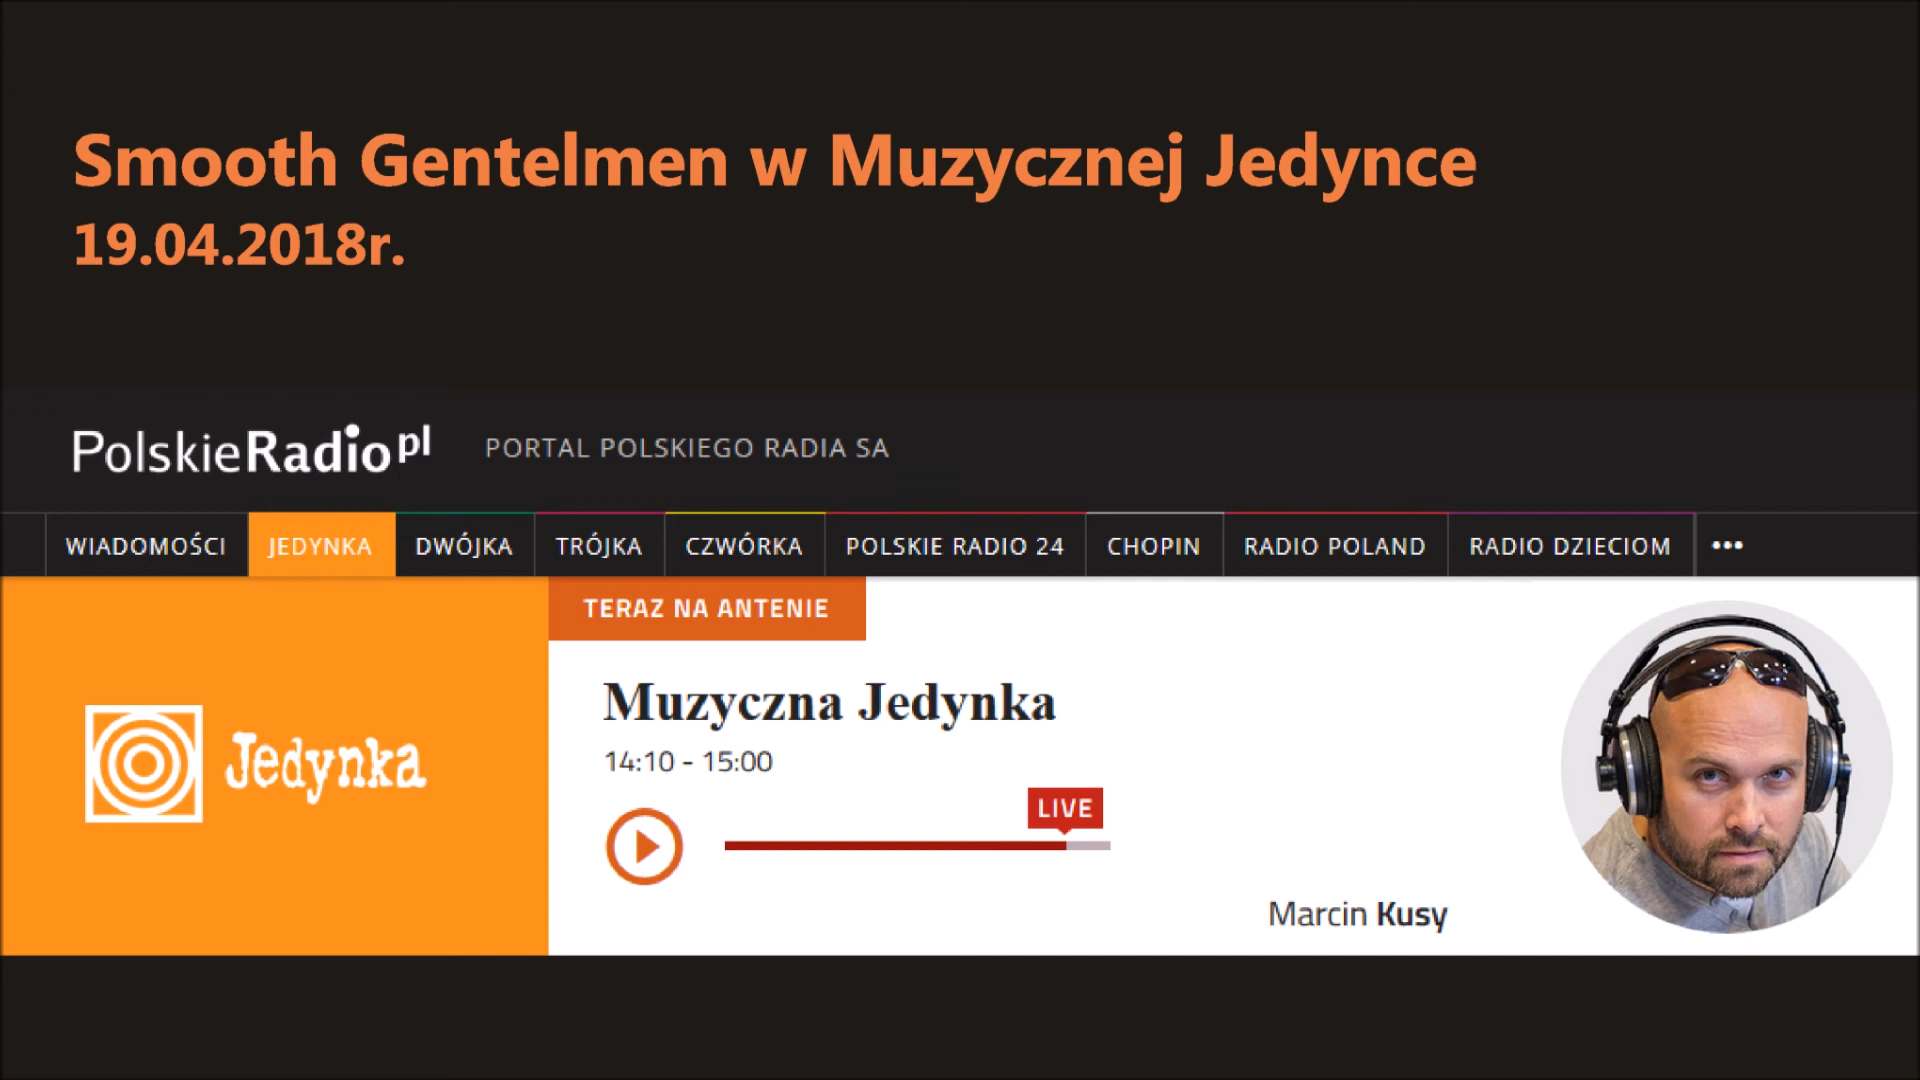 Smooth Gentelmen w Muzycznej Jedynce
19.04.2018r.
PolskieRadio.pl PORTAL POLSKIEGO RADIA SA
WIADOMOŚCI JEDYNKA DWÓJKA TRÓJKA CZWÓRKA POLSKIE RADIO 24 CHOPIN RADIO POLAND RADIO DZIECIOM •••
TERAZ NA ANTENIE
Jedynka
Muzyczna Jedynka
14:10 - 15:00
LIVE
Marcin Kusy